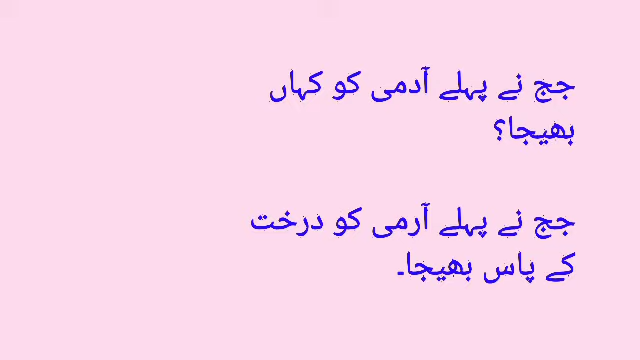 جج نے پہلے آدمی کو کہاں
بھیجا؟
جج نے پہلے آرمی کو درخت
کے پاس بھیجا۔